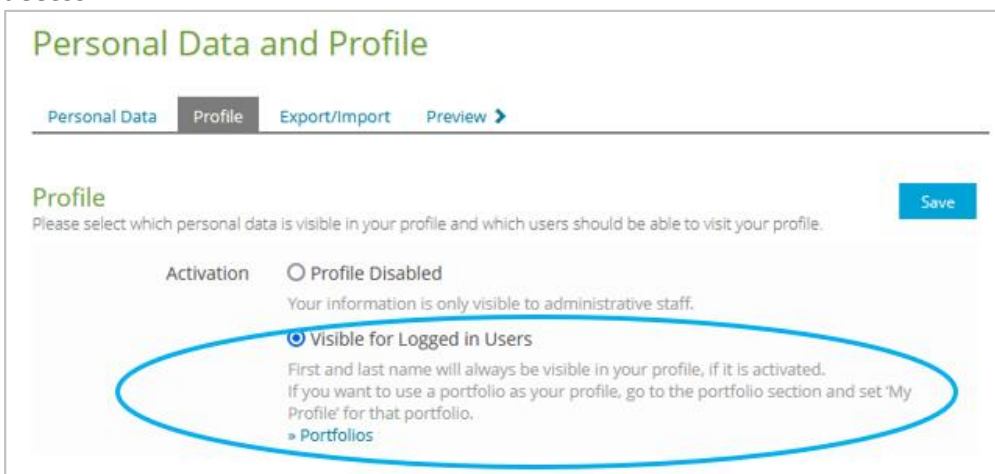 Personal Data and Profile
Personal Data Profile Export/Import Preview
Profile
Save
Please select which personal data is visible in your profile and which users should be able to visit your profile.
Activation Profile Disabled
Your information is only visible to administrative staff.
Visible for Logged in Users
First and last name will always be visible in your profile, if it is activated.
If you want to use a portfolio as your profile, go to the portfolio section and set 'My
Profile' for that portfolio.
» Portfolios